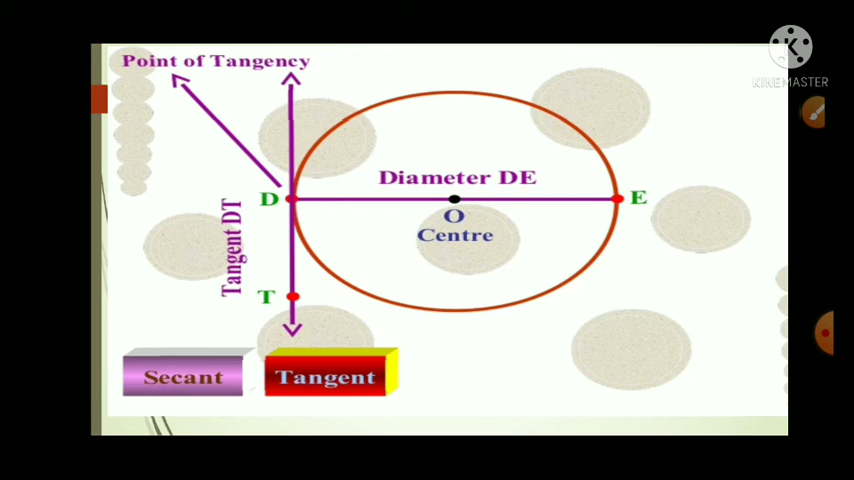 Point of Tangency
K
KINEMASTER
Diameter DE
D
E
O
Centre
Tangent DT
T
Secant
Tangent